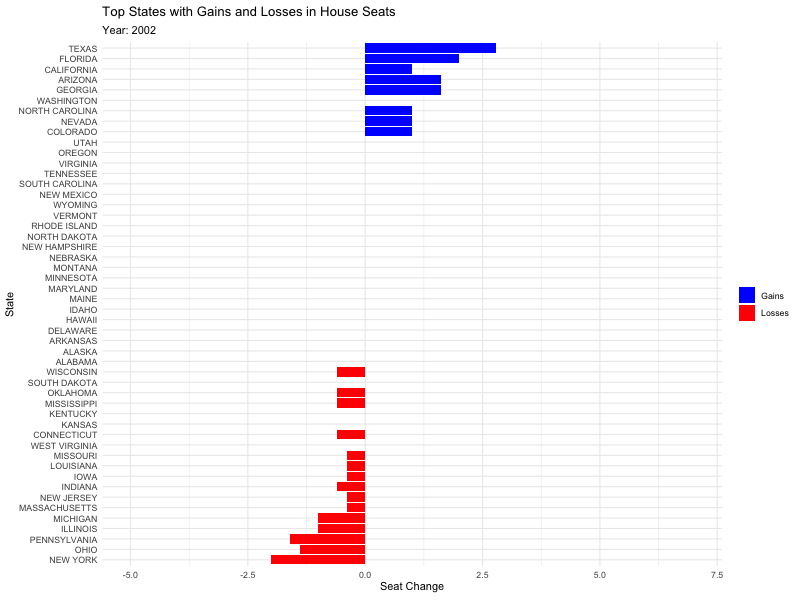 Top States with Gains and Losses in House Seats
Year: 2002
TEXAS
FLORIDA
CALIFORNIA
ARIZONA
GEORGIA
WASHINGTON
NORTH CAROLINA
NEVADA
COLORADO
UTAH
OREGON
VIRGINIA
TENNESSEE
SOUTH CAROLINA
NEW MEXICO
WYOMING
VERMONT
RHODE ISLAND
NORTH DAKOTA
NEW HAMPSHIRE
NEBRASKA
MONTANA
MINNESOTA
MARYLAND
MAINE
IDAHO
HAWAII
DELAWARE
ARKANSAS
ALASKA
ALABAMA
WISCONSIN
SOUTH DAKOTA
OKLAHOMA
MISSISSIPPI
KENTUCKY
KANSAS
CONNECTICUT
WEST VIRGINIA
MISSOURI
LOUISIANA
IOWA
INDIANA
NEW JERSEY
MASSACHUSETTS
MICHIGAN
ILLINOIS
PENNSYLVANIA
OHIO
NEW YORK
State
-5.0 -2.5 0.0 2.5 5.0 7.5
Seat Change
Gains
Losses